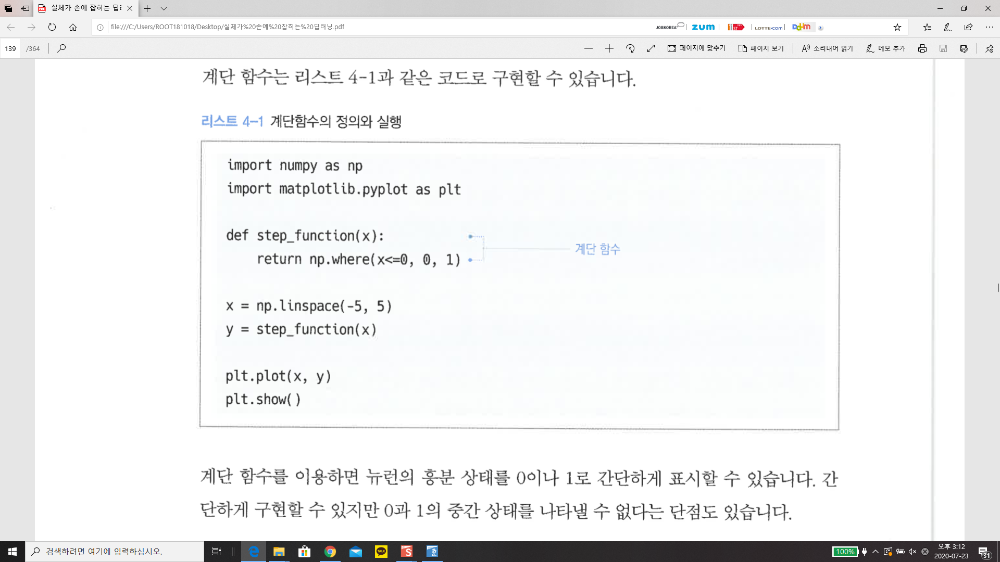 실체가 손에 잡히는 딥러
file:///C:/Users/ROOT181018/Desktop/실체가%20손에%20잡히는%20딥러닝.pdf
JOBKOREA zum 11ST LOTTE.COM
139 /364 페이지에 맞추기 페이지 보기 소리내어 읽기 메모 추가
계단 함수는 리스트 4-1과 같은 코드로 구현할 수 있습니다.
리스트 4-1 계단함수의 정의와 실행
import numpy as np
import matplotlib.pyplot as plt
def step_function(x):
계단 함수
return np.where(x<=0, 0, 1)
x = np.linspace(-5, 5)
y = step_function(x)
plt.plot(x, y)
plt.show()
계단 함수를 이용하면 뉴런의 흥분 상태를 0이나 1로 간단하게 표시할 수 있습니다. 간
단하게 구현할 수 있지만 0과 1의 중간 상태를 나타낼 수 없다는 단점도 있습니다.
검색하려면 여기에 입력하십시오.
TALK
100%
오후 3:12
2020-07-23
31